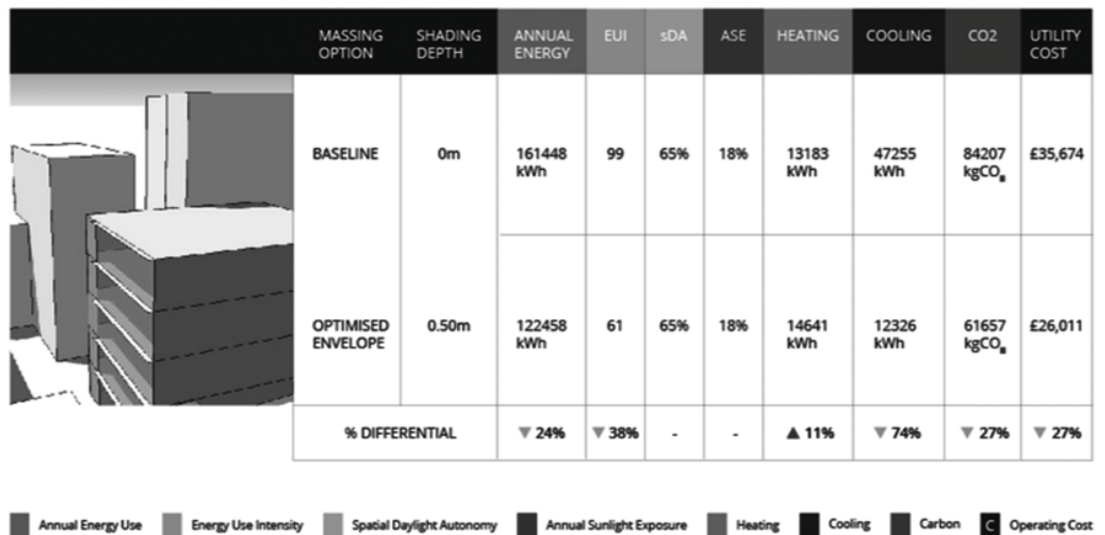 MASSING OPTION SHADING DEPTH ANNUAL ENERGY EUI sDA ASE HEATING COOLING CO2 UTILITY COST
BASELINE 0m 161448 kWh 99 65% 18% 13183 kWh 47255 kWh 84207 kgCO £35,674
OPTIMISED ENVELOPE 0.50m 122458 kWh 61 65% 18% 14641 kWh 12326 kWh 61657 kgCO £26,011
% DIFFERENTIAL ▼ 24% ▼ 38% - - ▲ 11% ▼ 74% ▼ 27% ▼ 27%
Annual Energy Use Energy Use Intensity Spatial Daylight Autonomy Annual Sunlight Exposure Heating Cooling Carbon C Operating Cost